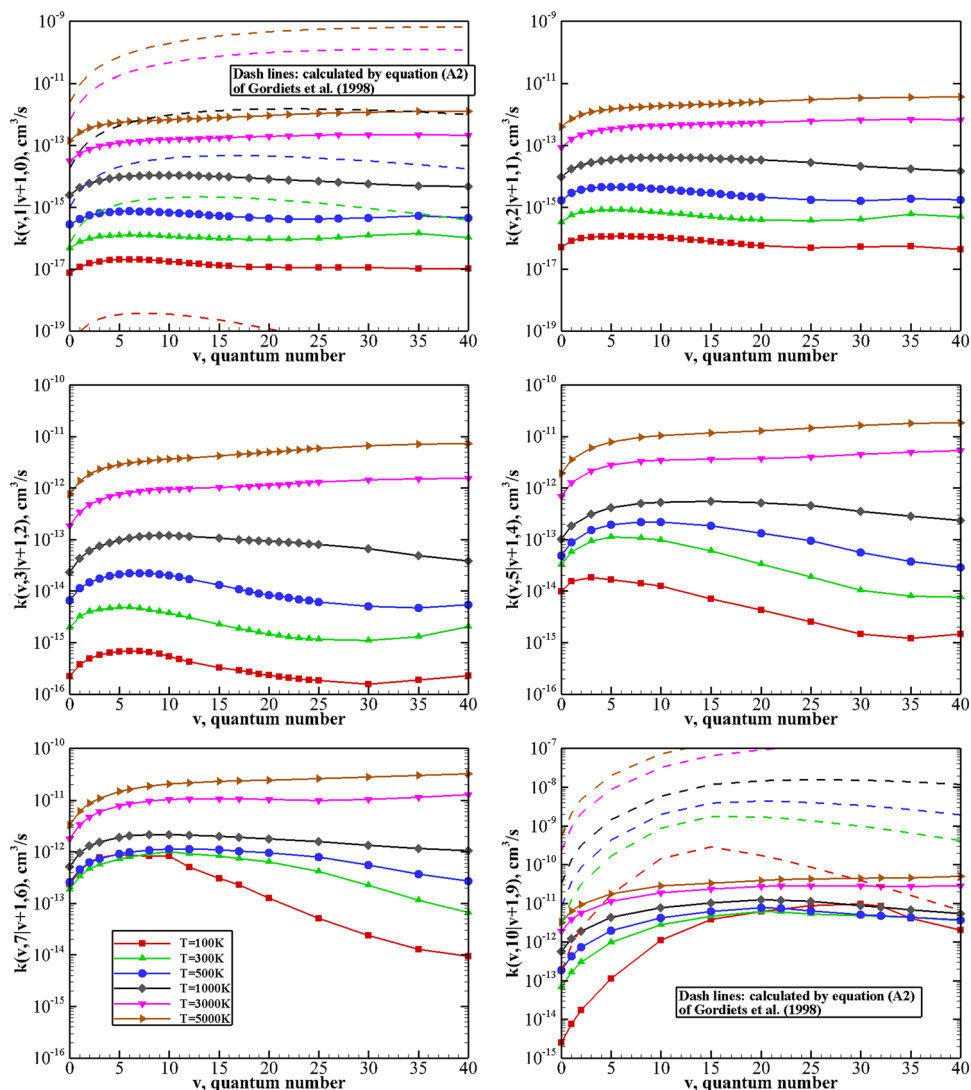 k(v,1|v+1,0), cm³/s
10⁻⁹
10⁻¹¹
10⁻¹³
10⁻¹⁵
10⁻¹⁷
10⁻¹⁹
Dash lines: calculated by equation (A2)
of Gordiets et al. (1998)
0 5 10 15 20 25 30 35 40
v, quantum number
k(v,2|v+1,1), cm³/s
10⁻⁹
10⁻¹¹
10⁻¹³
10⁻¹⁵
10⁻¹⁷
10⁻¹⁹
0 5 10 15 20 25 30 35 40
v, quantum number
k(v,3|v+1,2), cm³/s
10⁻¹⁰
10⁻¹¹
10⁻¹²
10⁻¹³
10⁻¹⁴
10⁻¹⁵
10⁻¹⁶
0 5 10 15 20 25 30 35 40
v, quantum number
k(v,5|v+1,4), cm³/s
10⁻¹⁰
10⁻¹¹
10⁻¹²
10⁻¹³
10⁻¹⁴
10⁻¹⁵
10⁻¹⁶
0 5 10 15 20 25 30 35 40
v, quantum number
k(v,7|v+1,6), cm³/s
10⁻¹⁰
10⁻¹¹
10⁻¹²
10⁻¹³
10⁻¹⁴
10⁻¹⁵
10⁻¹⁶
T=100K
T=300K
T=500K
T=1000K
T=3000K
T=5000K
0 5 10 15 20 25 30 35 40
v, quantum number
k(v,10|v+1,9), cm³/s
10⁻⁷
10⁻⁸
10⁻⁹
10⁻¹⁰
10⁻¹¹
10⁻¹²
10⁻¹³
10⁻¹⁴
10⁻¹⁵
Dash lines: calculated by equation (A2)
of Gordiets et al. (1998)
0 5 10 15 20 25 30 35 40
v, quantum number